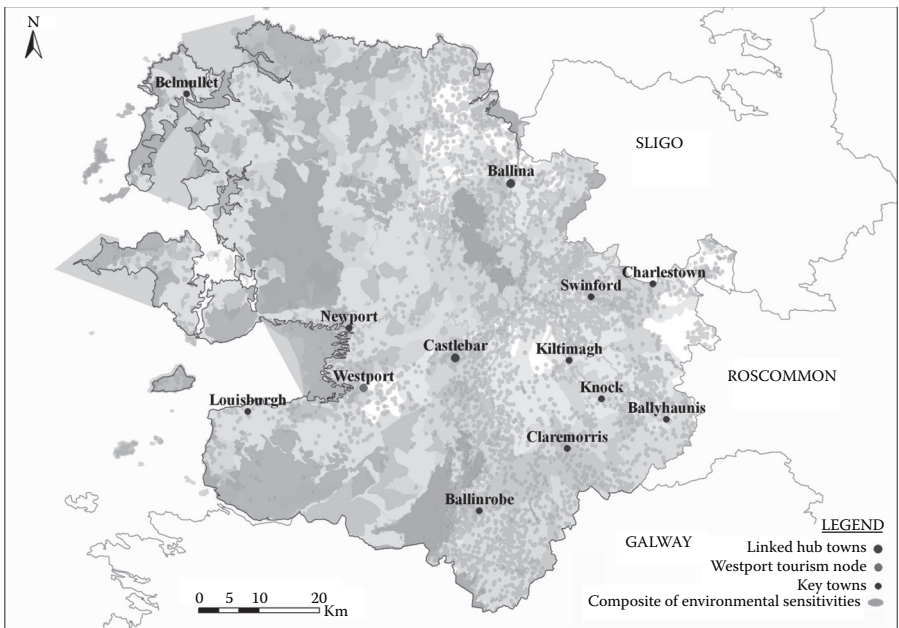 N
Belmullet
SLIGO
Ballina
Charlestown
Swinford
Newport
Castlebar
Kiltimagh
Westport
ROSCOMMON
Knock
Louisburgh
Ballyhaunis
Claremorris
Ballinrobe
LEGEND
GALWAY
Linked hub towns
Westport tourism node
Key towns
0 5 10 20
Km
Composite of environmental sensitivities